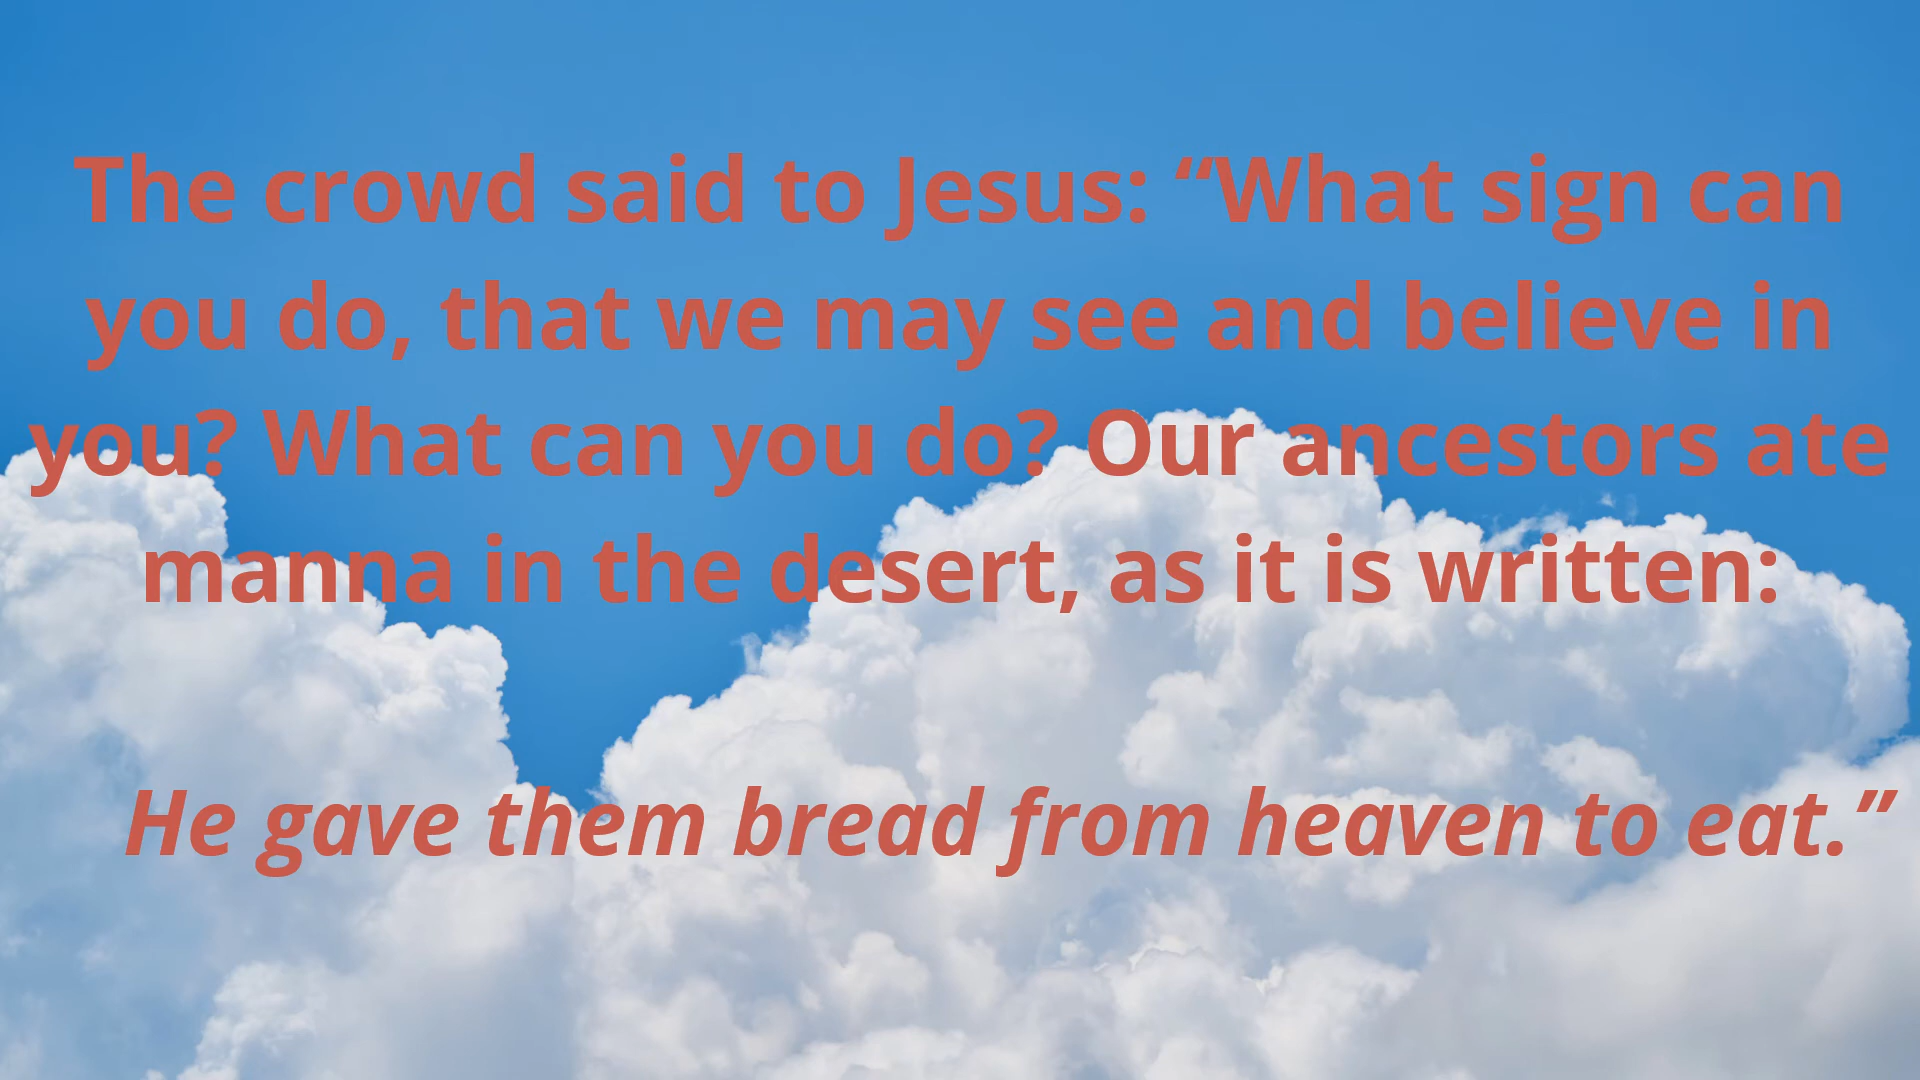 The crowd said to Jesus: “What sign can
you do, that we may see and believe in
you? What can you do? Our ancestors ate
manna in the desert, as it is written:
He gave them bread from heaven to eat.”